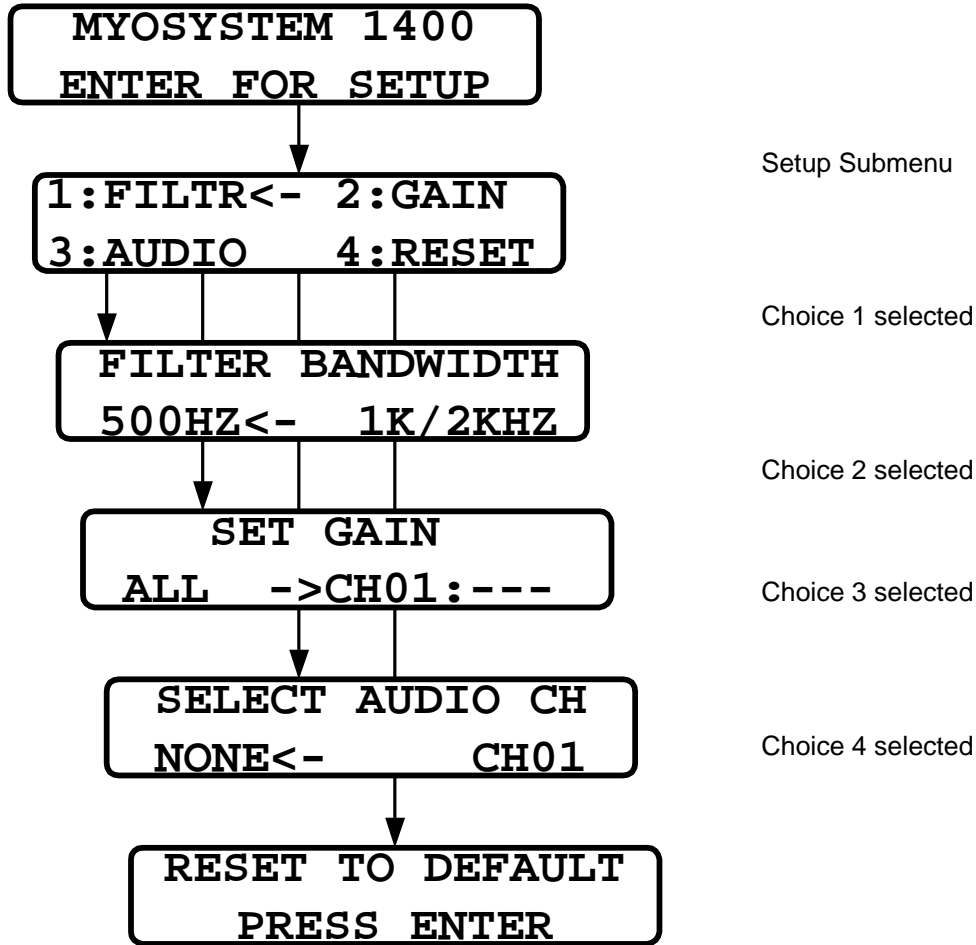 MYOSYSTEM 1400
ENTER FOR SETUP
Setup Submenu
1:FILTR<- 2:GAIN
3:AUDIO 4:RESET
Choice 1 selected
FILTER BANDWIDTH
500HZ<- 1K/2KHZ
Choice 2 selected
SET GAIN
ALL ->CH01:---
Choice 3 selected
SELECT AUDIO CH
NONE<- CH01
Choice 4 selected
RESET TO DEFAULT
PRESS ENTER